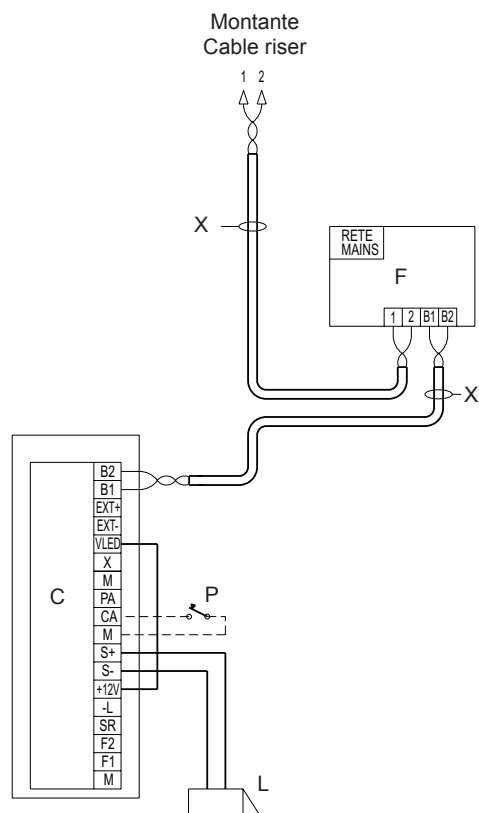 Montante
Cable riser
1 2
X
RETE
MAINS
F
1 2 B1 B2
X
B2
B1
EXT+
EXT-
VLED
X
M
PA
C
CA
P
M
S+
S-
+12V
-L
SR
F2
F1
M
L